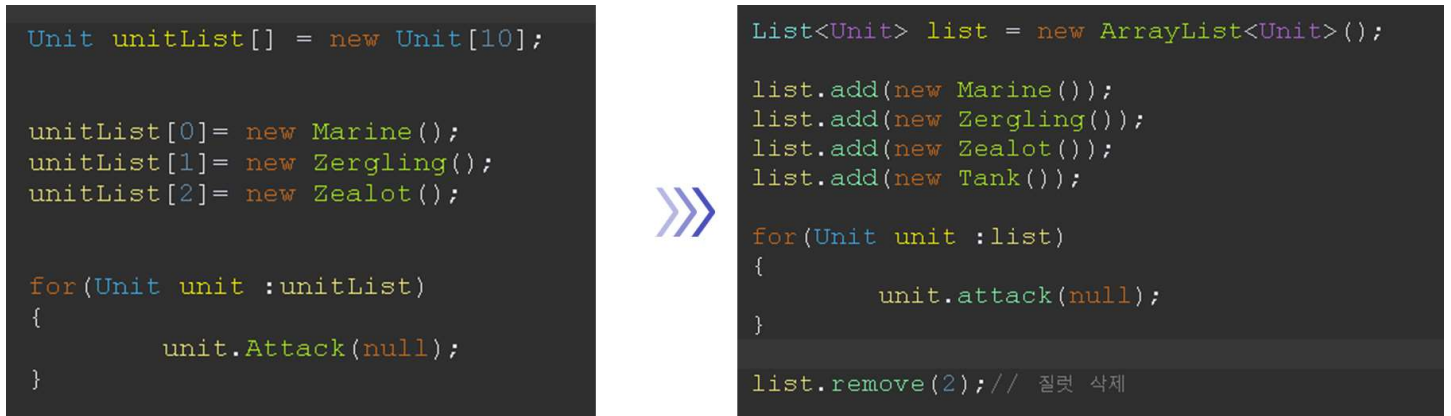 Unit unitList[] = new Unit[10];
unitList[0]= new Marine();
unitList[1]= new Zergling();
unitList[2]= new Zealot();
for(Unit unit :unitList)
{
unit.Attack(null);
}
List<Unit> list = new ArrayList<Unit>();
list.add(new Marine());
list.add(new Zergling());
list.add(new Zealot());
list.add(new Tank());
for(Unit unit :list)
{
unit.attack(null);
}
list.remove(2);// 질럿 삭제